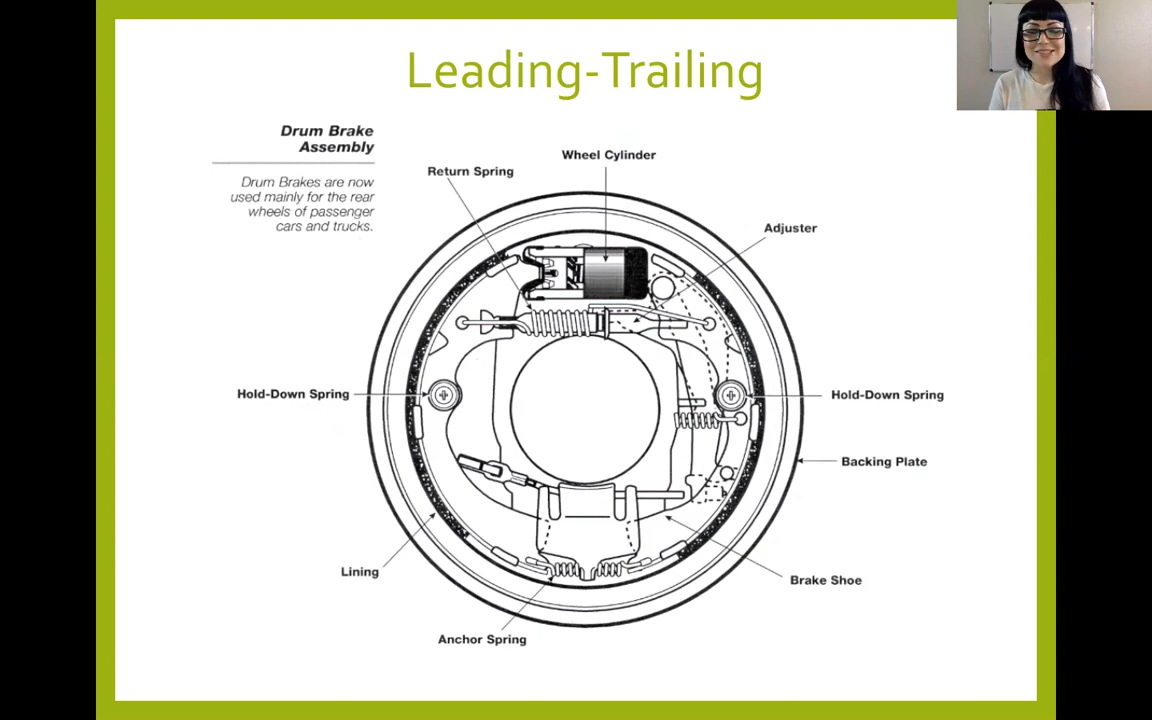 Leading-Trailing
Drum Brake
Assembly
Drum Brakes are now
used mainly for the rear
wheels of passenger
cars and trucks.
Wheel Cylinder
Return Spring
Adjuster
Hold-Down Spring
Hold-Down Spring
Backing Plate
Lining
Brake Shoe
Anchor Spring